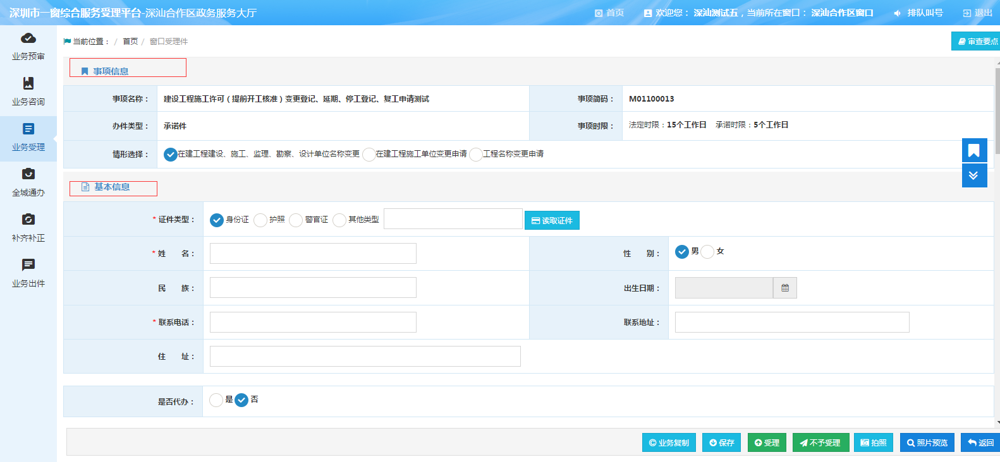 深圳市一窗综合服务受理平台-深汕合作区政务服务大厅
首页 欢迎您： 深汕测试五，当前所在窗口： 深汕合作区窗口 排队叫号 退出
业务预审
业务咨询
业务受理
全城通办
补齐补正
业务出件
当前位置： / 首页 / 窗口受理件
审查要点
事项信息
事项名称： 建设工程施工许可（提前开工核准）变更登记、延期、停工登记、复工申请测试 事项简码： M01100013
办件类型： 承诺件 事项时限： 法定时限：15个工作日 承诺时限：5个工作日
情形选择： 在建工程建设、施工、监理、勘察、设计单位名称变更 在建工程施工单位变更申请 工程名称变更申请
基本信息
* 证件类型： 身份证 护照 警官证 其他类型 读取证件
* 姓 名： 性 别： 男 女
民 族： 出生日期：
* 联系电话： 联系地址：
住 址：
是否代办： 是 否
业务复制 保存 受理 不予受理 拍照 照片预览 返回